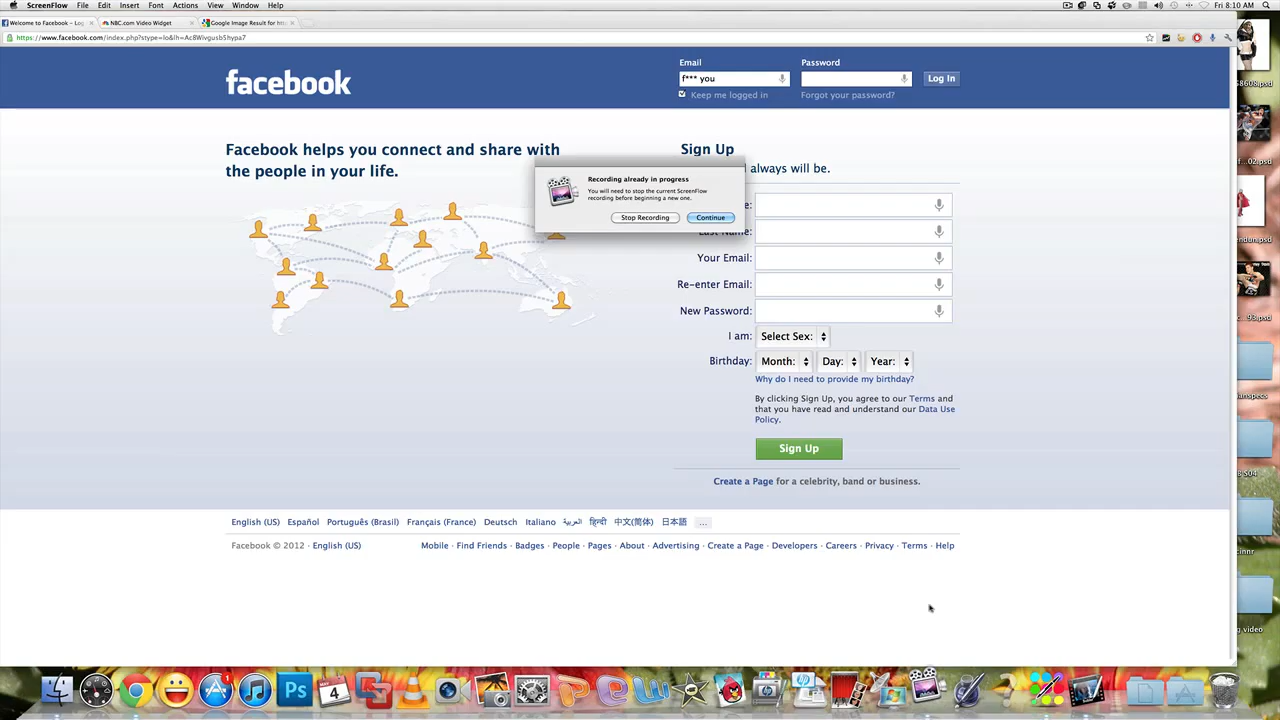 ScreenFlow File Edit Insert Font Actions View Window Help Fri 8:10 AM
Welcome to Facebook – Log NBC.com Video Widget Google Image Result for htt
https://www.facebook.com/index.php?stype=lo&lh=Ac8WivgusbShypa7
facebook
Email Password
f*** you Log In
Keep me logged in Forgot your password?
Facebook helps you connect and share with
the people in your life.
Sign Up
always will be.
Recording already in progress
You will need to stop the current ScreenFlow
recording before beginning a new one.
Stop Recording Continue
Last Name:
Your Email:
Re-enter Email:
New Password:
I am: Select Sex:
Birthday: Month: Day: Year:
Why do I need to provide my birthday?
By clicking Sign Up, you agree to our Terms and
that you have read and understand our Data Use
Policy.
Sign Up
Create a Page for a celebrity, band or business.
English (US) Español Português (Brasil) Français (France) Deutsch Italiano العربية हिन्दी 中文(简体) 日本語 ...
Facebook © 2012 · English (US) Mobile · Find Friends · Badges · People · Pages · About · Advertising · Create a Page · Developers · Careers · Privacy · Terms · Help
Ps 4 1